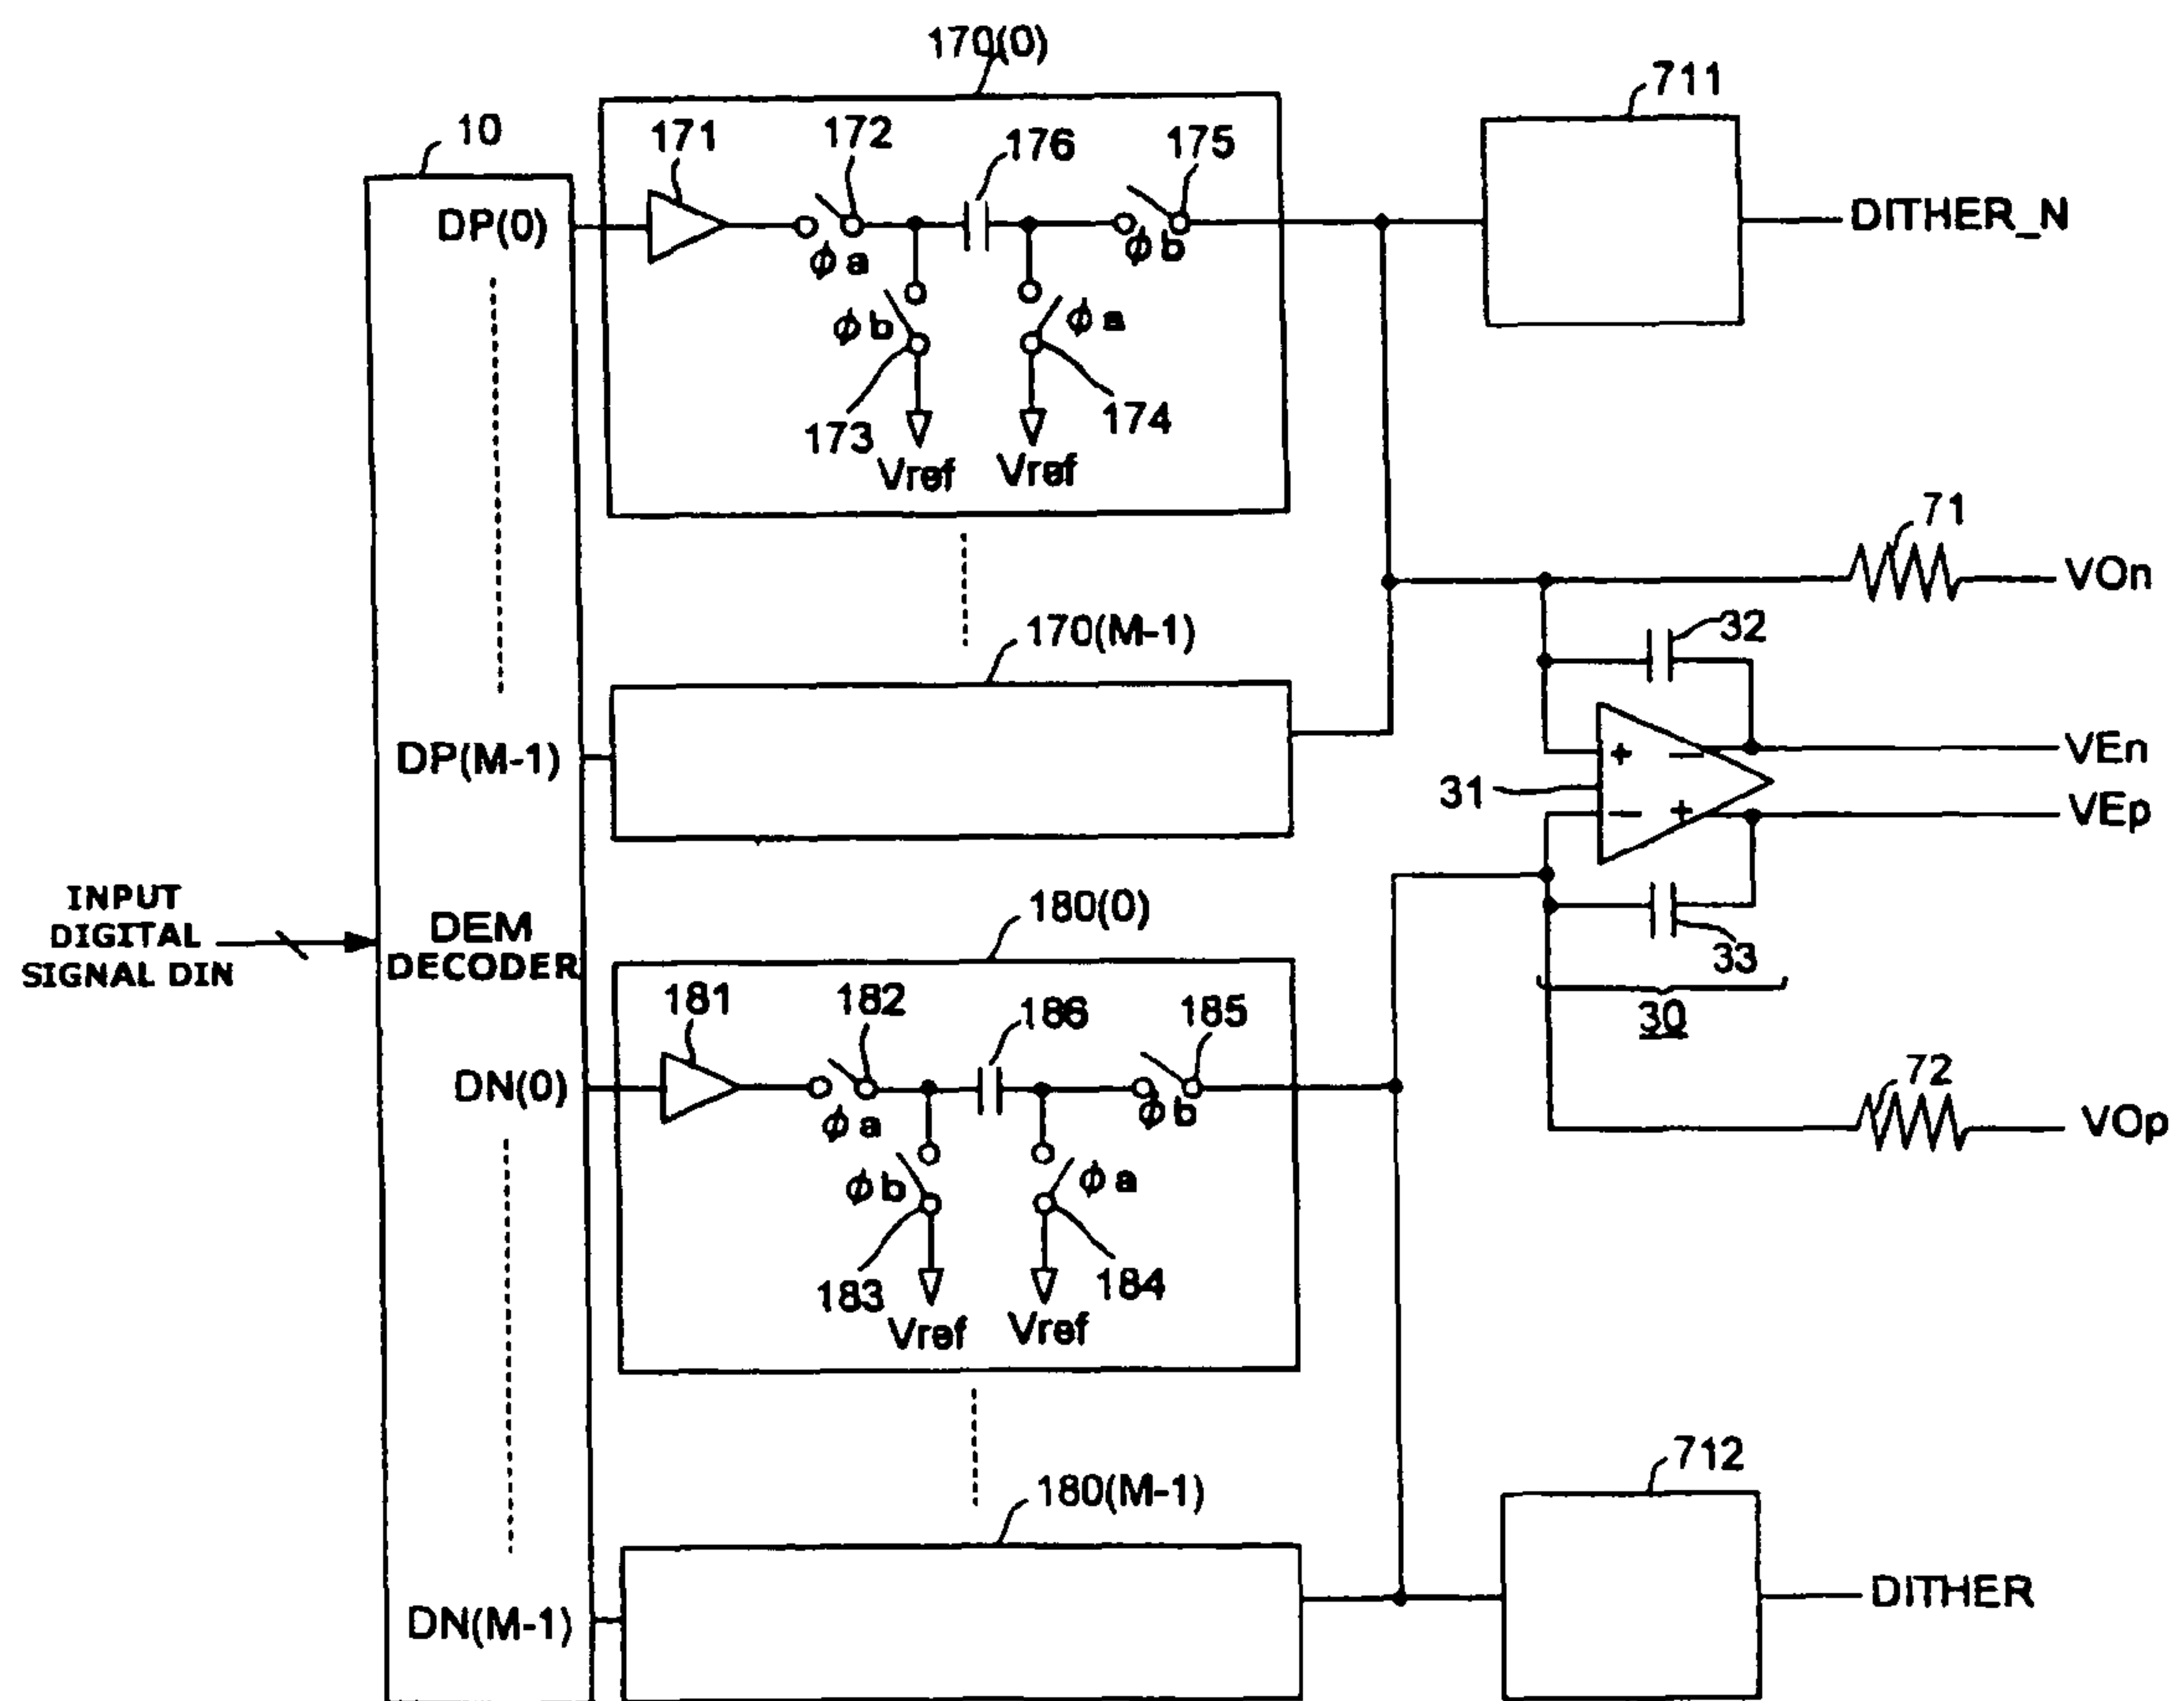 170(0)
711
10
171
172
176
175
DP(0)
DITHER_N
ϕa
ϕb
ϕb
ϕa
173
174
Vref
Vref
71
VOn
170(M-1)
32
DP(M-1)
+
−
VEn
31
−
+
VEp
INPUT
DIGITAL
SIGNAL DIN
DEM
DECODER
180(0)
33
30
181
182
186
185
DN(0)
ϕa
ϕb
72
VOp
ϕb
ϕa
183
184
Vref
Vref
712
180(M-1)
DN(M-1)
DITHER